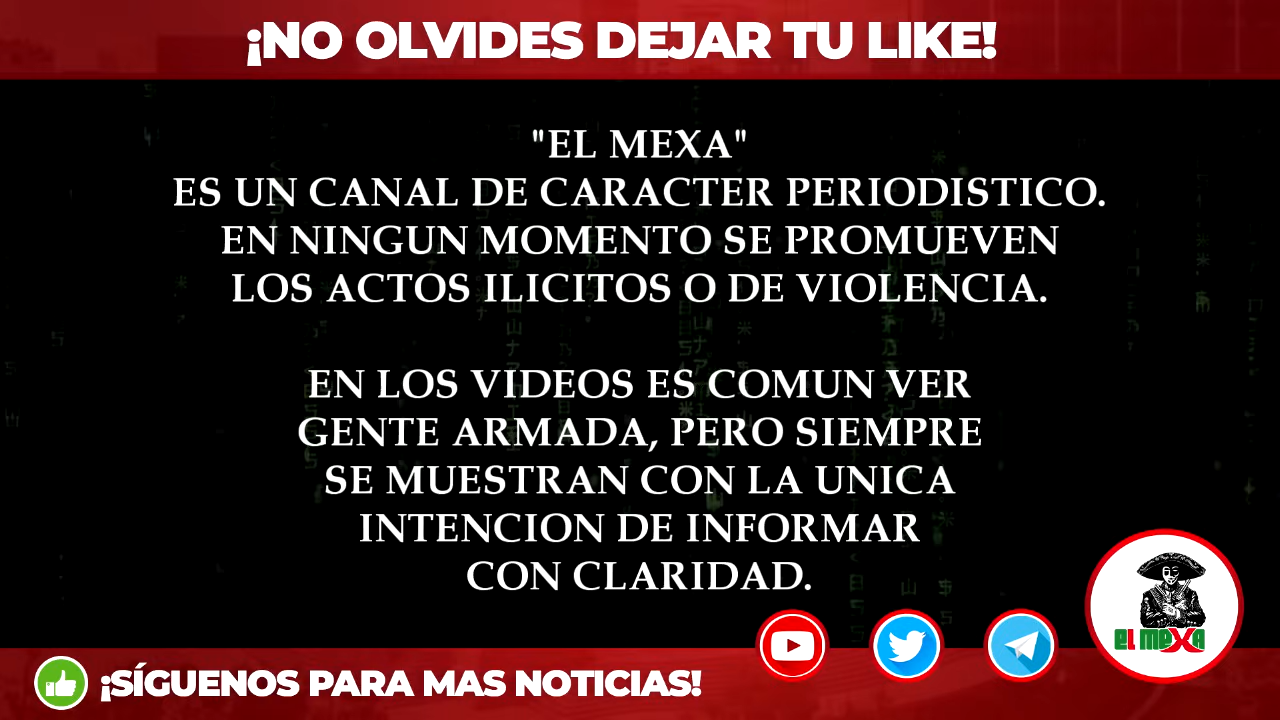 ¡NO OLVIDES DEJAR TU LIKE!
"EL MEXA"
ES UN CANAL DE CARACTER PERIODISTICO.
EN NINGUN MOMENTO SE PROMUEVEN
LOS ACTOS ILICITOS O DE VIOLENCIA.
EN LOS VIDEOS ES COMUN VER
GENTE ARMADA, PERO SIEMPRE
SE MUESTRAN CON LA UNICA
INTENCION DE INFORMAR
CON CLARIDAD.
EL MEXA
¡SÍGUENOS PARA MAS NOTICIAS!